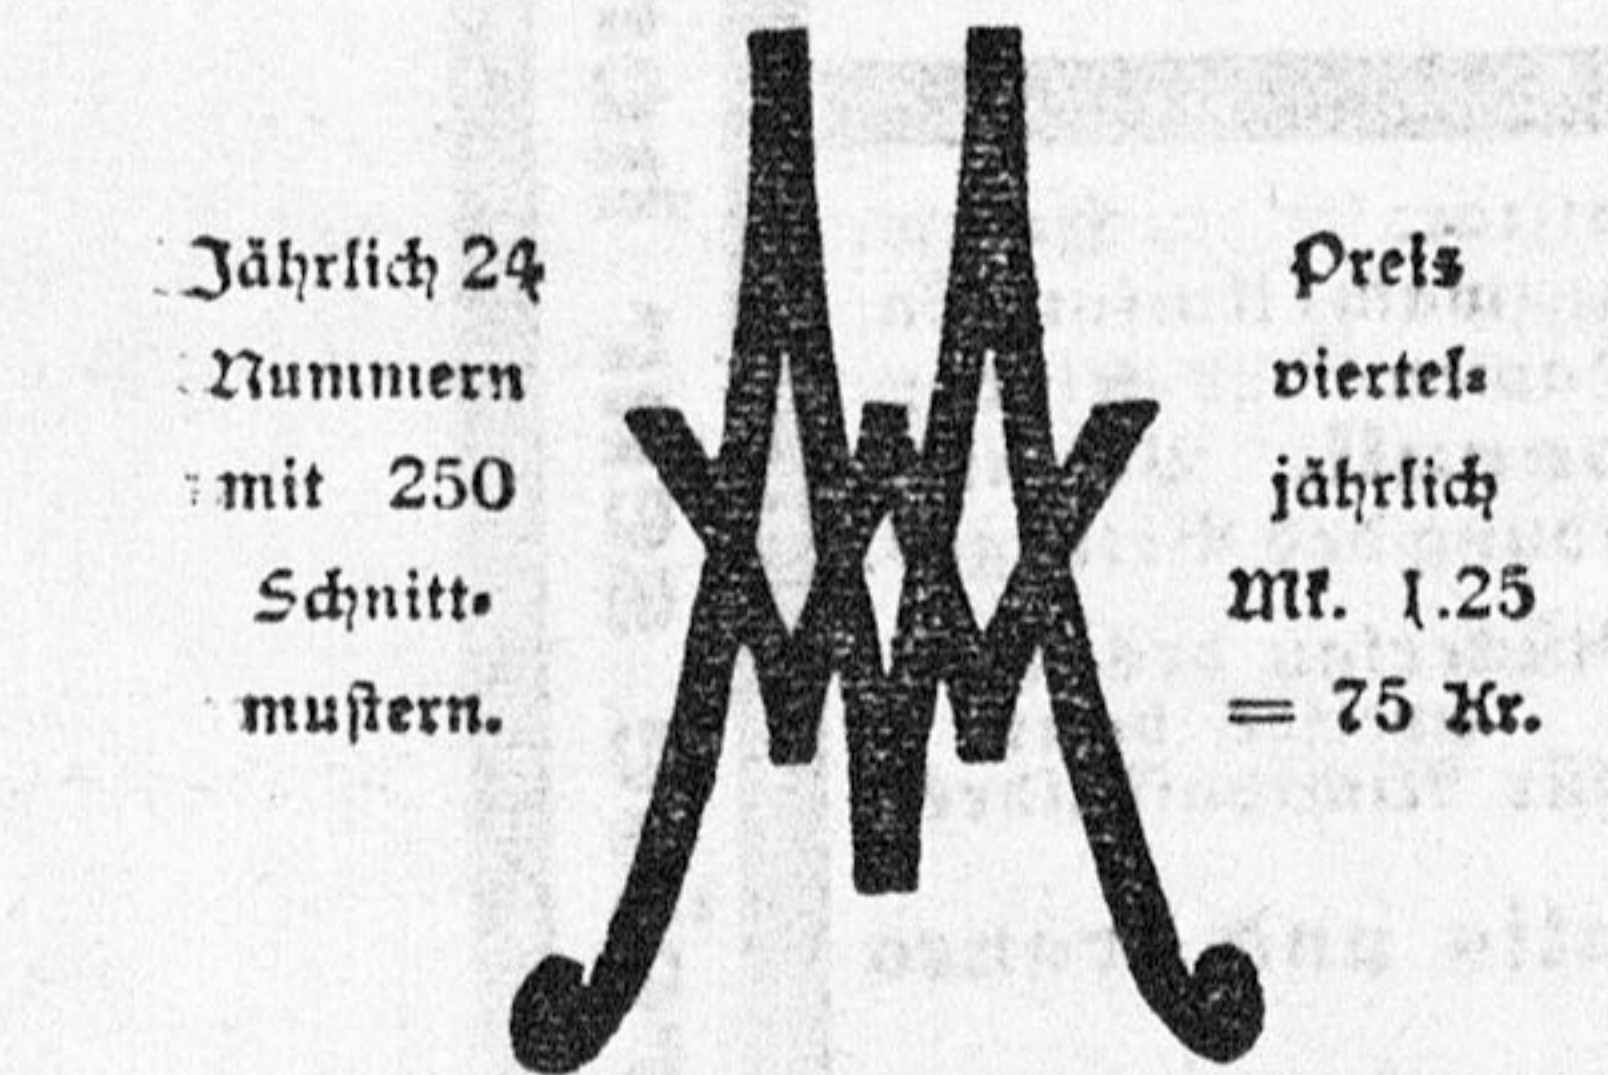 Jährlich 24
Nummern
mit 250
Schnitt-
mustern.
Preis
viertel-
jährlich
Mk. 1.25
= 75 Kr.